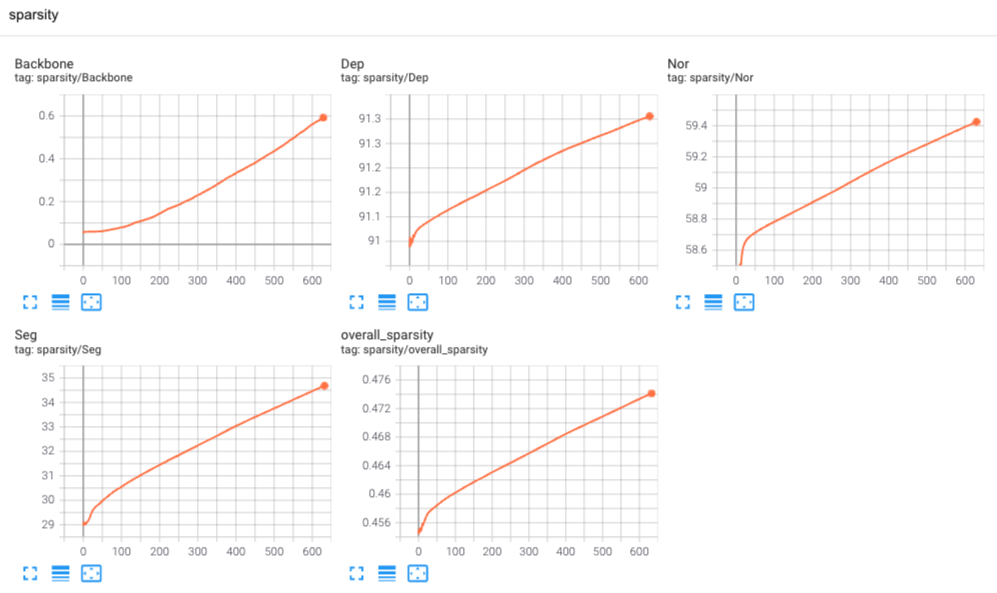 sparsity
Backbone
tag: sparsity/Backbone
0.6
0.4
0.2
0
0 100 200 300 400 500 600
Dep
tag: sparsity/Dep
91.3
91.3
91.2
91.2
91.1
91
0 100 200 300 400 500 600
Nor
tag: sparsity/Nor
59.4
59.2
59
58.8
58.6
0 100 200 300 400 500 600
Seg
tag: sparsity/Seg
35
34
33
32
31
30
29
0 100 200 300 400 500 600
overall_sparsity
tag: sparsity/overall_sparsity
0.476
0.472
0.468
0.464
0.46
0.456
0 100 200 300 400 500 600